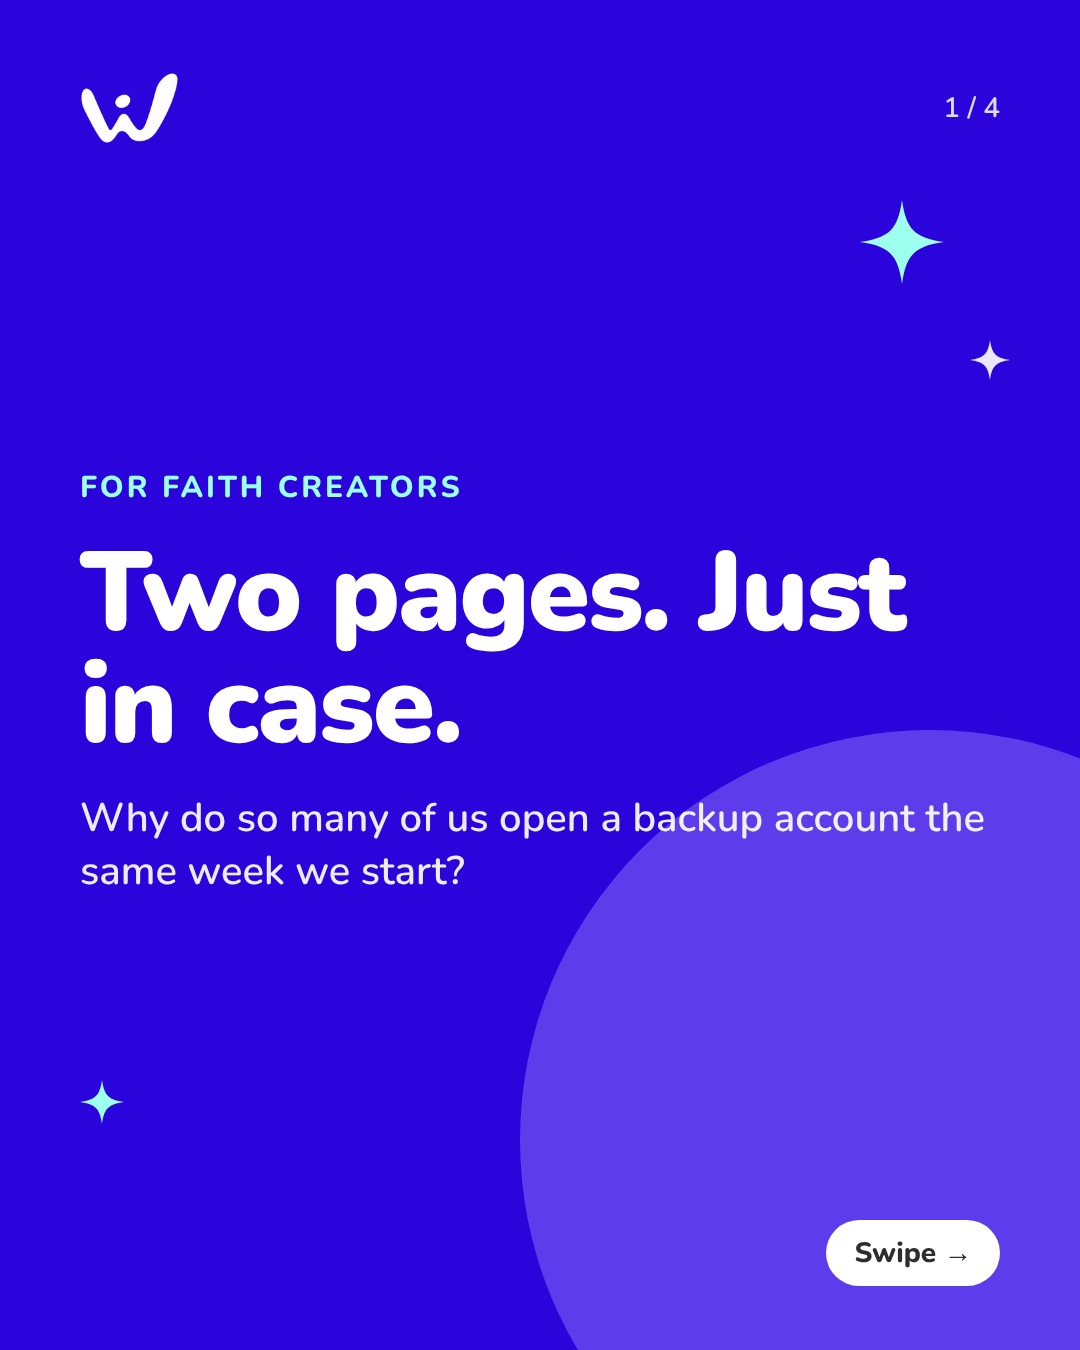 1 / 4
FOR FAITH CREATORS
Two pages. Just
in case.
Why do so many of us open a backup account the
same week we start?
Swipe →